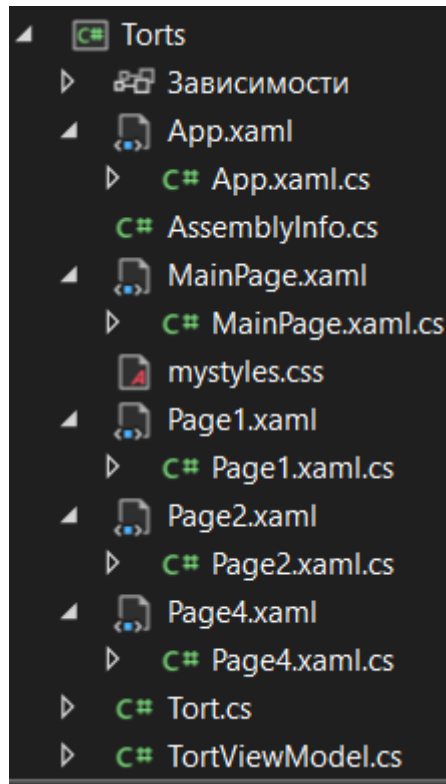 C# Torts
Зависимости
App.xaml
C# App.xaml.cs
C# AssemblyInfo.cs
MainPage.xaml
C# MainPage.xaml.cs
mystyles.css
Page1.xaml
C# Page1.xaml.cs
Page2.xaml
C# Page2.xaml.cs
Page4.xaml
C# Page4.xaml.cs
C# Tort.cs
C# TortViewModel.cs